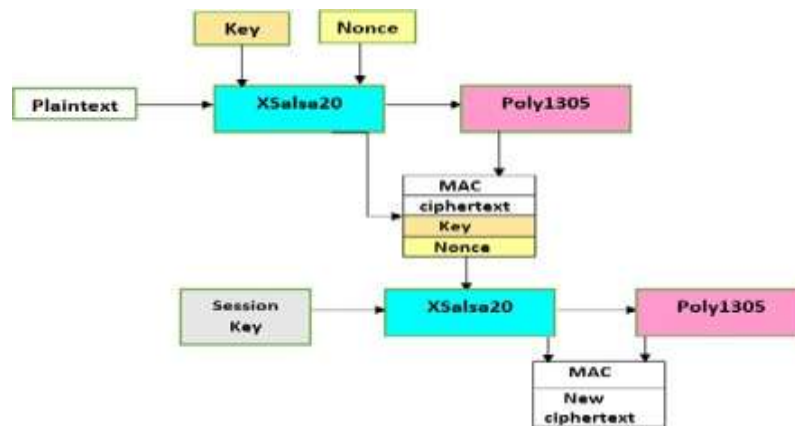 Key
Nonce
Plaintext
XSalsa20
Poly1305
MAC
ciphertext
Key
Nonce
Session
Key
XSalsa20
Poly1305
MAC
New
ciphertext